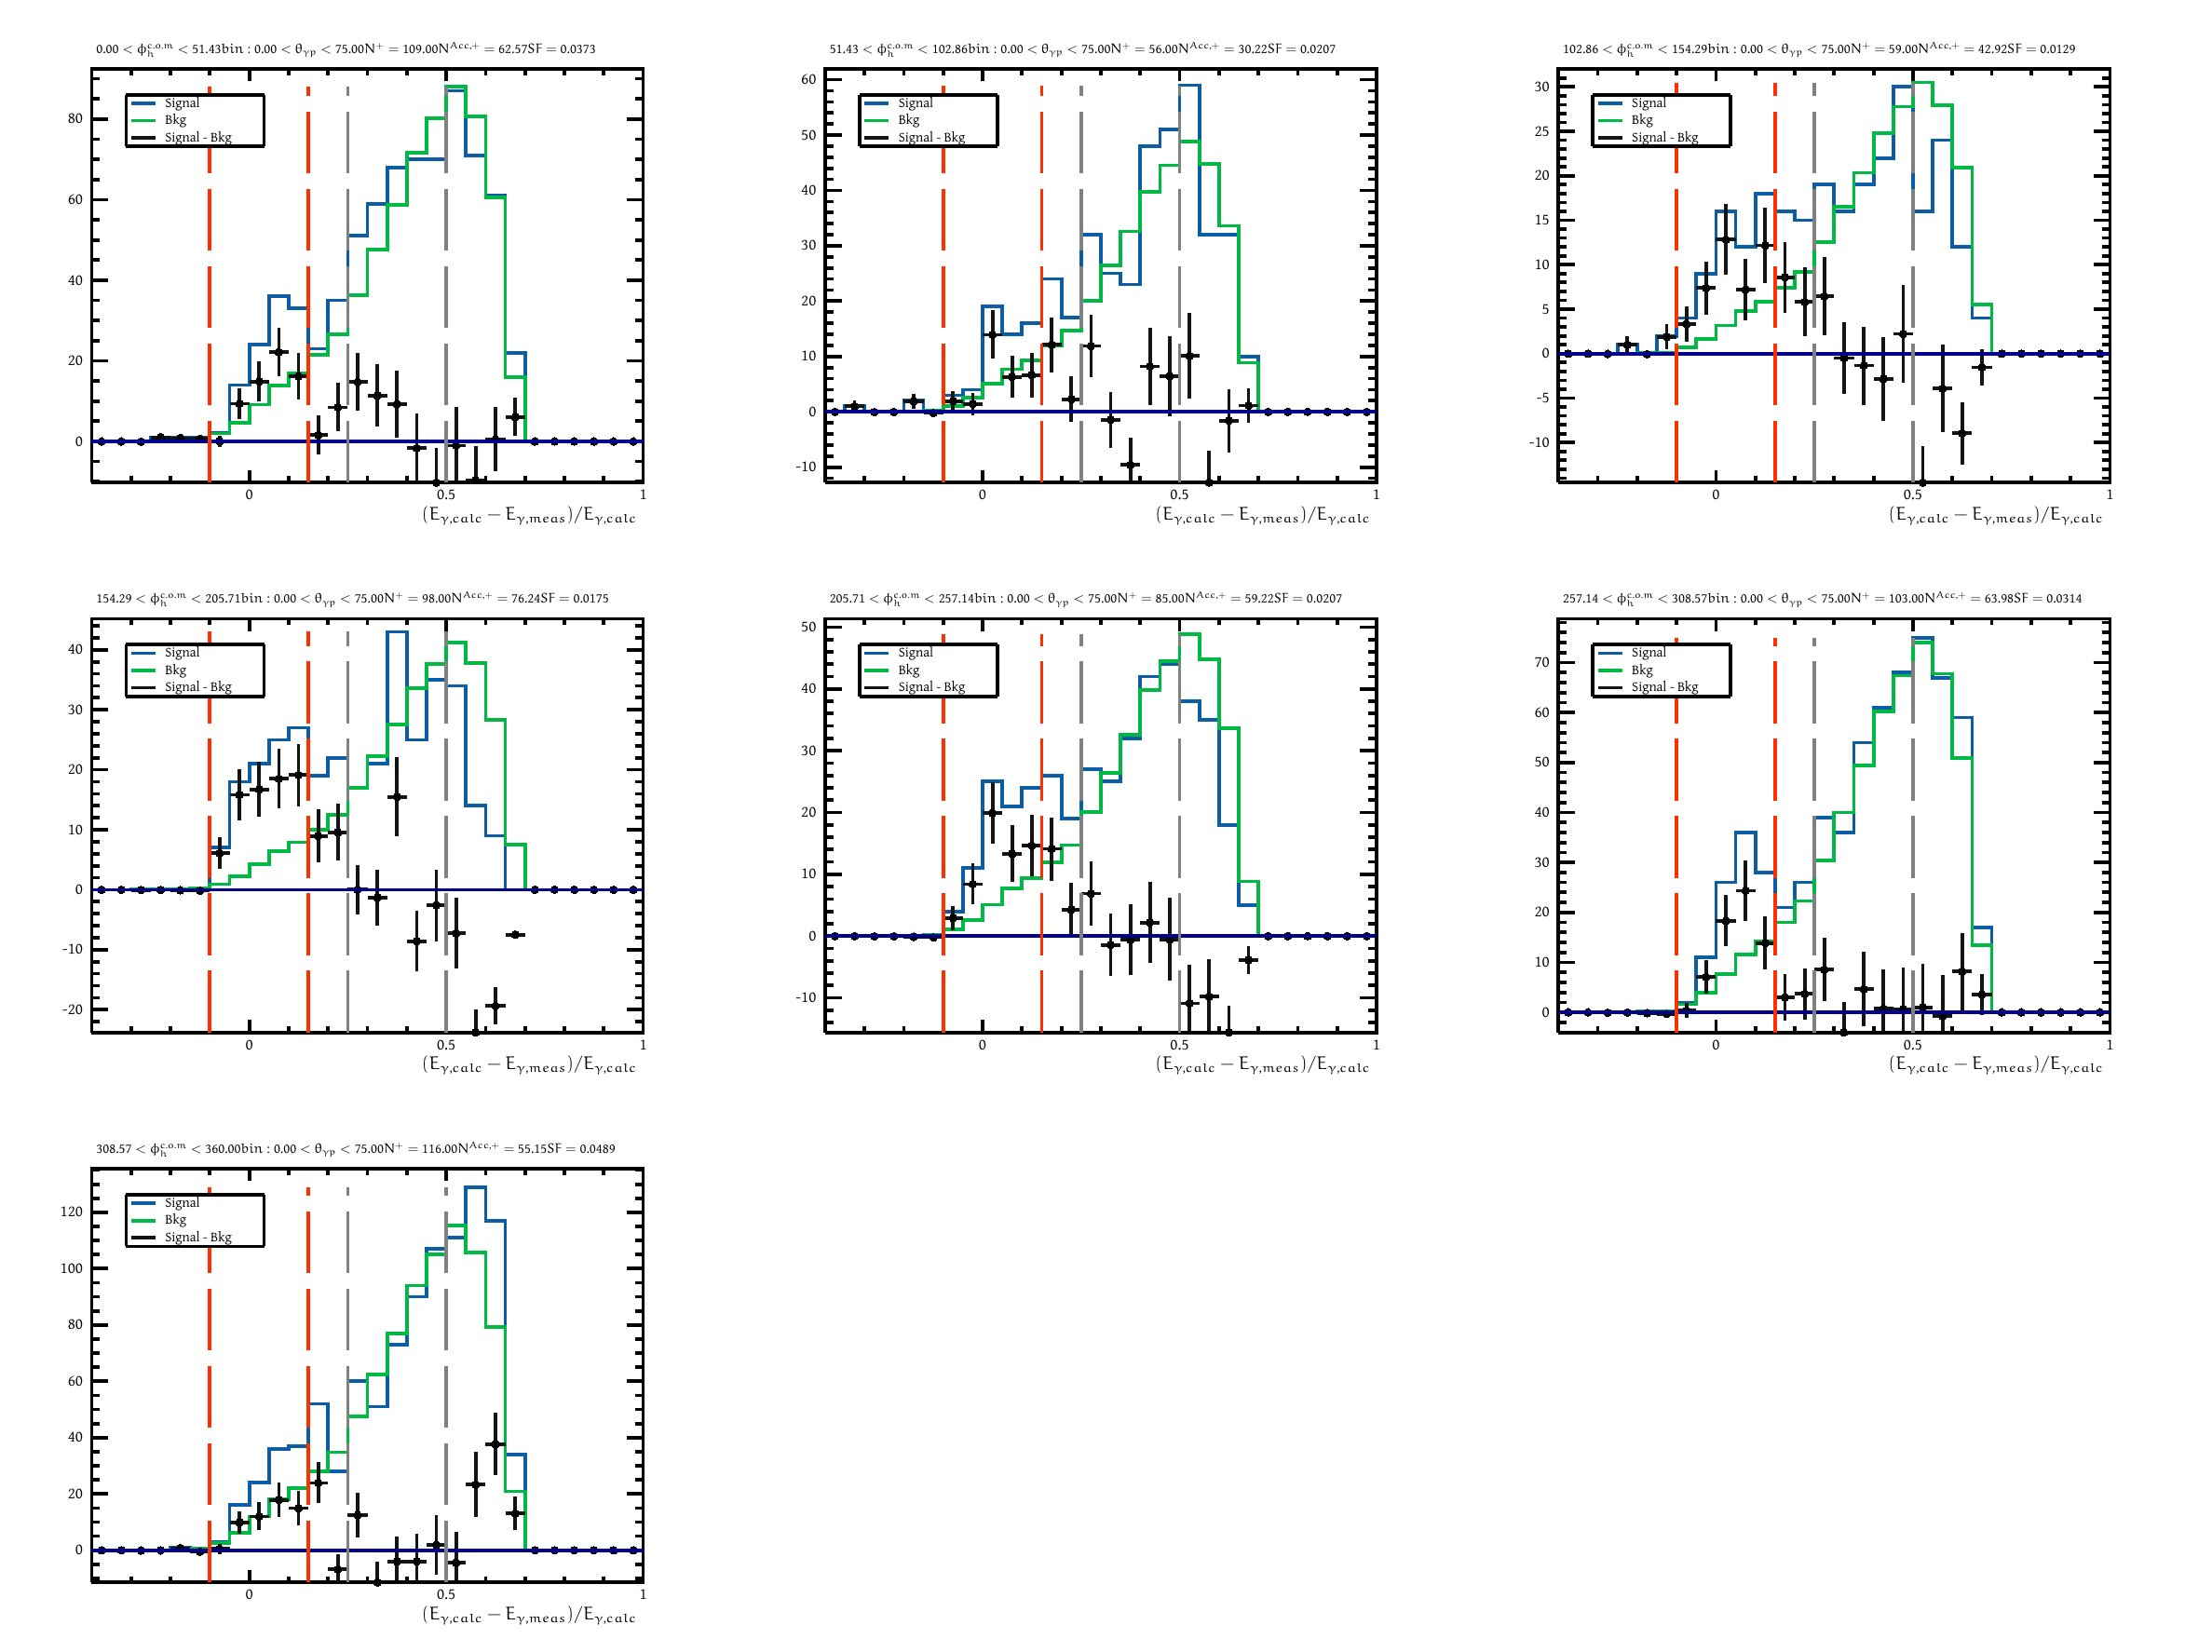 0.00 < ϕ_h^{c.o.m} < 51.43bin : 0.00 < θ_{γp} < 75.00N^+ = 109.00N^{Acc,+} = 62.57SF = 0.0373
Signal
Bkg
Signal - Bkg
80
60
40
20
0
0 0.5 1
(E_{γ,calc} − E_{γ,meas})/E_{γ,calc}
51.43 < ϕ_h^{c.o.m} < 102.86bin : 0.00 < θ_{γp} < 75.00N^+ = 56.00N^{Acc,+} = 30.22SF = 0.0207
Signal
Bkg
Signal - Bkg
60
50
40
30
20
10
0
-10
0 0.5 1
(E_{γ,calc} − E_{γ,meas})/E_{γ,calc}
102.86 < ϕ_h^{c.o.m} < 154.29bin : 0.00 < θ_{γp} < 75.00N^+ = 59.00N^{Acc,+} = 42.92SF = 0.0129
Signal
Bkg
Signal - Bkg
30
25
20
15
10
5
0
-5
-10
0 0.5 1
(E_{γ,calc} − E_{γ,meas})/E_{γ,calc}
154.29 < ϕ_h^{c.o.m} < 205.71bin : 0.00 < θ_{γp} < 75.00N^+ = 98.00N^{Acc,+} = 76.24SF = 0.0175
Signal
Bkg
Signal - Bkg
40
30
20
10
0
-10
-20
0 0.5 1
(E_{γ,calc} − E_{γ,meas})/E_{γ,calc}
205.71 < ϕ_h^{c.o.m} < 257.14bin : 0.00 < θ_{γp} < 75.00N^+ = 85.00N^{Acc,+} = 59.22SF = 0.0207
Signal
Bkg
Signal - Bkg
50
40
30
20
10
0
-10
0 0.5 1
(E_{γ,calc} − E_{γ,meas})/E_{γ,calc}
257.14 < ϕ_h^{c.o.m} < 308.57bin : 0.00 < θ_{γp} < 75.00N^+ = 103.00N^{Acc,+} = 63.98SF = 0.0314
Signal
Bkg
Signal - Bkg
70
60
50
40
30
20
10
0
0 0.5 1
(E_{γ,calc} − E_{γ,meas})/E_{γ,calc}
308.57 < ϕ_h^{c.o.m} < 360.00bin : 0.00 < θ_{γp} < 75.00N^+ = 116.00N^{Acc,+} = 55.15SF = 0.0489
Signal
Bkg
Signal - Bkg
120
100
80
60
40
20
0
0 0.5 1
(E_{γ,calc} − E_{γ,meas})/E_{γ,calc}